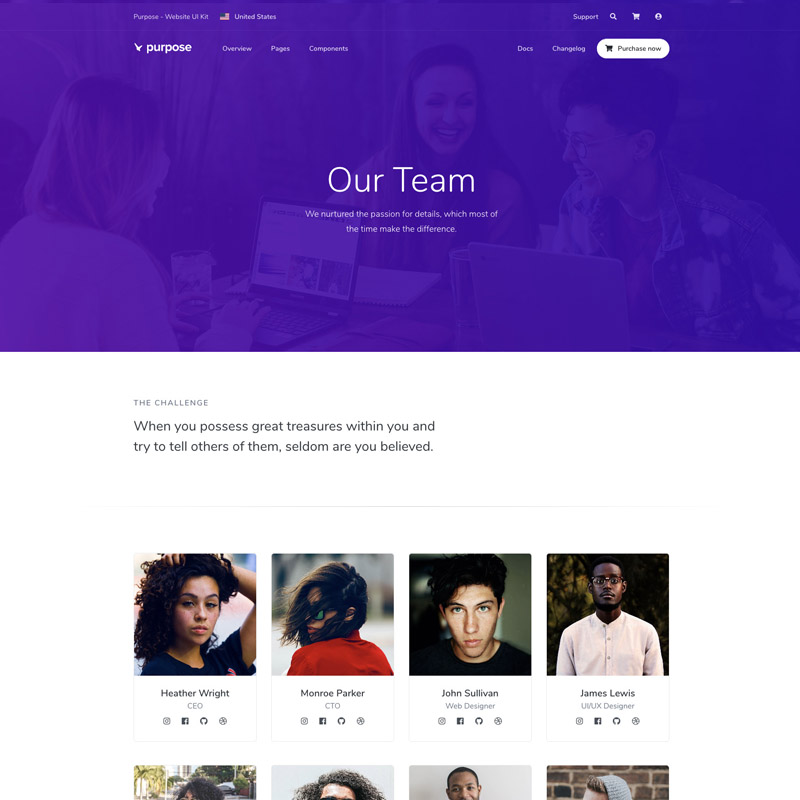 Purpose - Website UI Kit United States Support
purpose Overview Pages Components Docs Changelog Purchase now
Our Team
We nurtured the passion for details, which most of
the time make the difference.
THE CHALLENGE
When you possess great treasures within you and
try to tell others of them, seldom are you believed.
Heather Wright
CEO
Monroe Parker
CTO
John Sullivan
Web Designer
James Lewis
UI/UX Designer